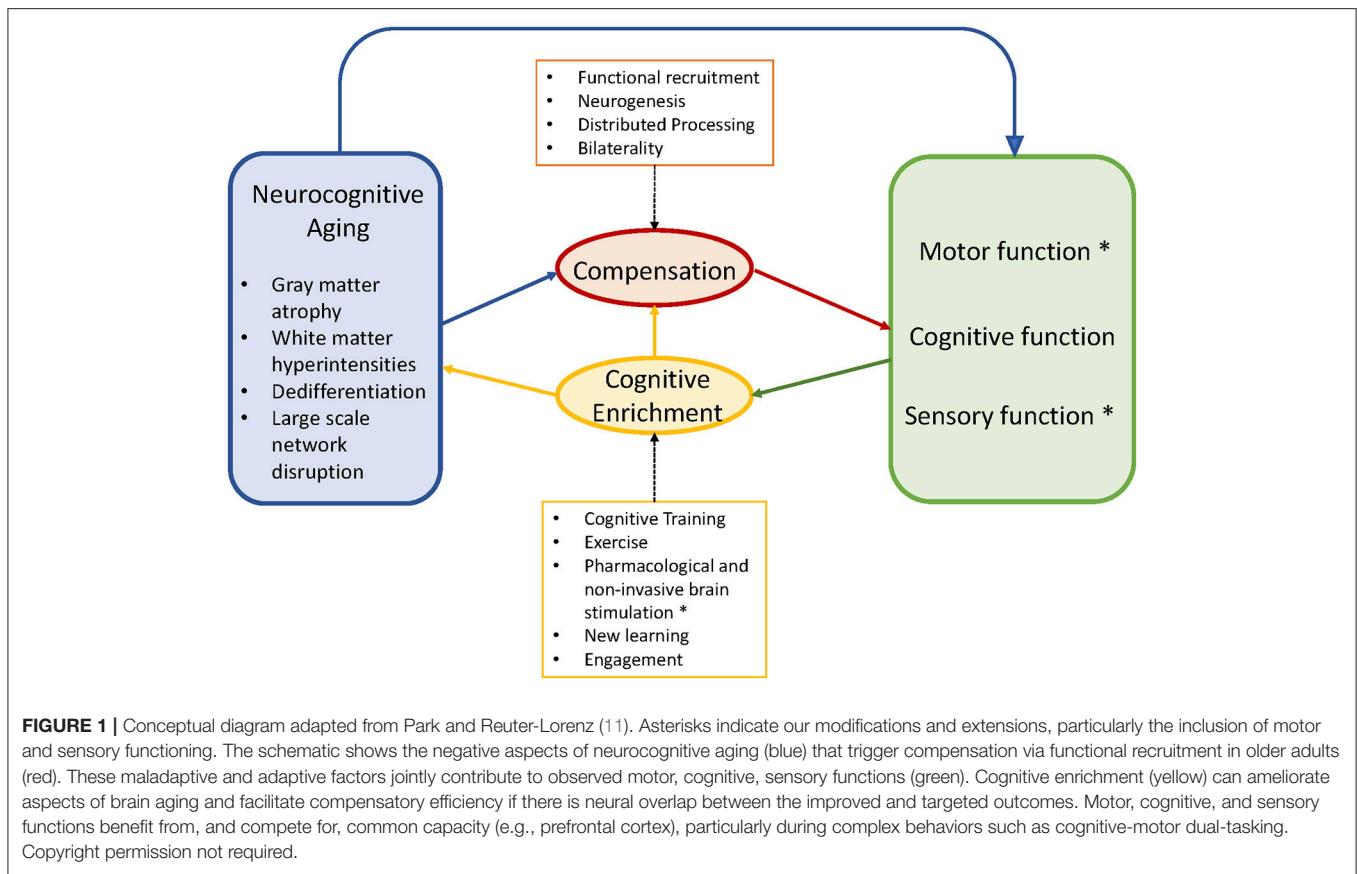 • Functional recruitment
• Neurogenesis
• Distributed Processing
• Bilaterality
Neurocognitive
Aging
• Gray matter
atrophy
• White matter
hyperintensities
• Dedifferentiation
• Large scale
network
disruption
Compensation
Cognitive
Enrichment
Motor function *
Cognitive function
Sensory function *
• Cognitive Training
• Exercise
• Pharmacological and
non-invasive brain
stimulation *
• New learning
• Engagement
FIGURE 1 | Conceptual diagram adapted from Park and Reuter-Lorenz (11). Asterisks indicate our modifications and extensions, particularly the inclusion of motor
and sensory functioning. The schematic shows the negative aspects of neurocognitive aging (blue) that trigger compensation via functional recruitment in older adults
(red). These maladaptive and adaptive factors jointly contribute to observed motor, cognitive, sensory functions (green). Cognitive enrichment (yellow) can ameliorate
aspects of brain aging and facilitate compensatory efficiency if there is neural overlap between the improved and targeted outcomes. Motor, cognitive, and sensory
functions benefit from, and compete for, common capacity (e.g., prefrontal cortex), particularly during complex behaviors such as cognitive-motor dual-tasking.
Copyright permission not required.